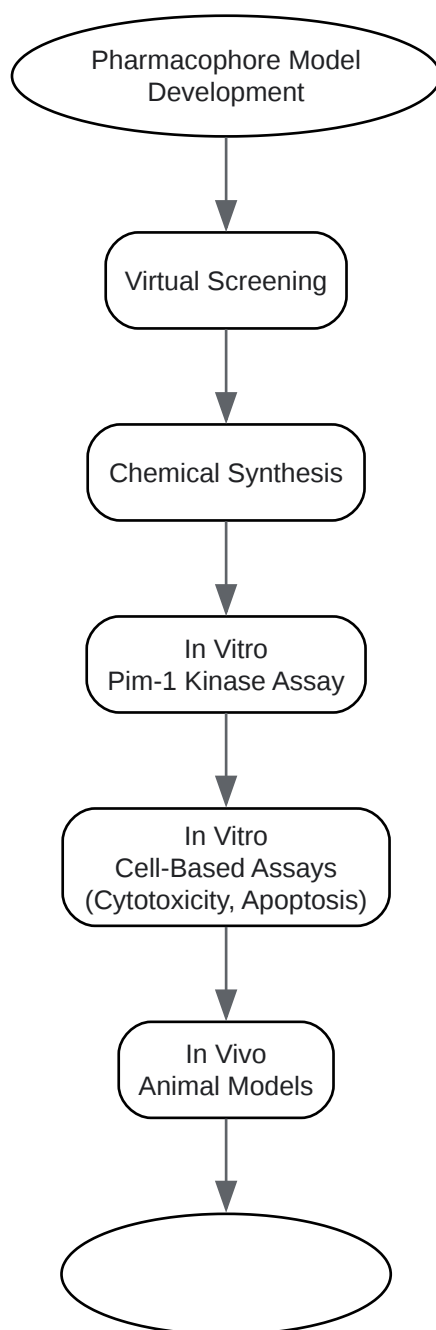 Pharmacophore Model
Development
Virtual Screening
Chemical Synthesis
In Vitro
Pim-1 Kinase Assay
In Vitro
Cell-Based Assays
(Cytotoxicity, Apoptosis)
In Vivo
Animal Models